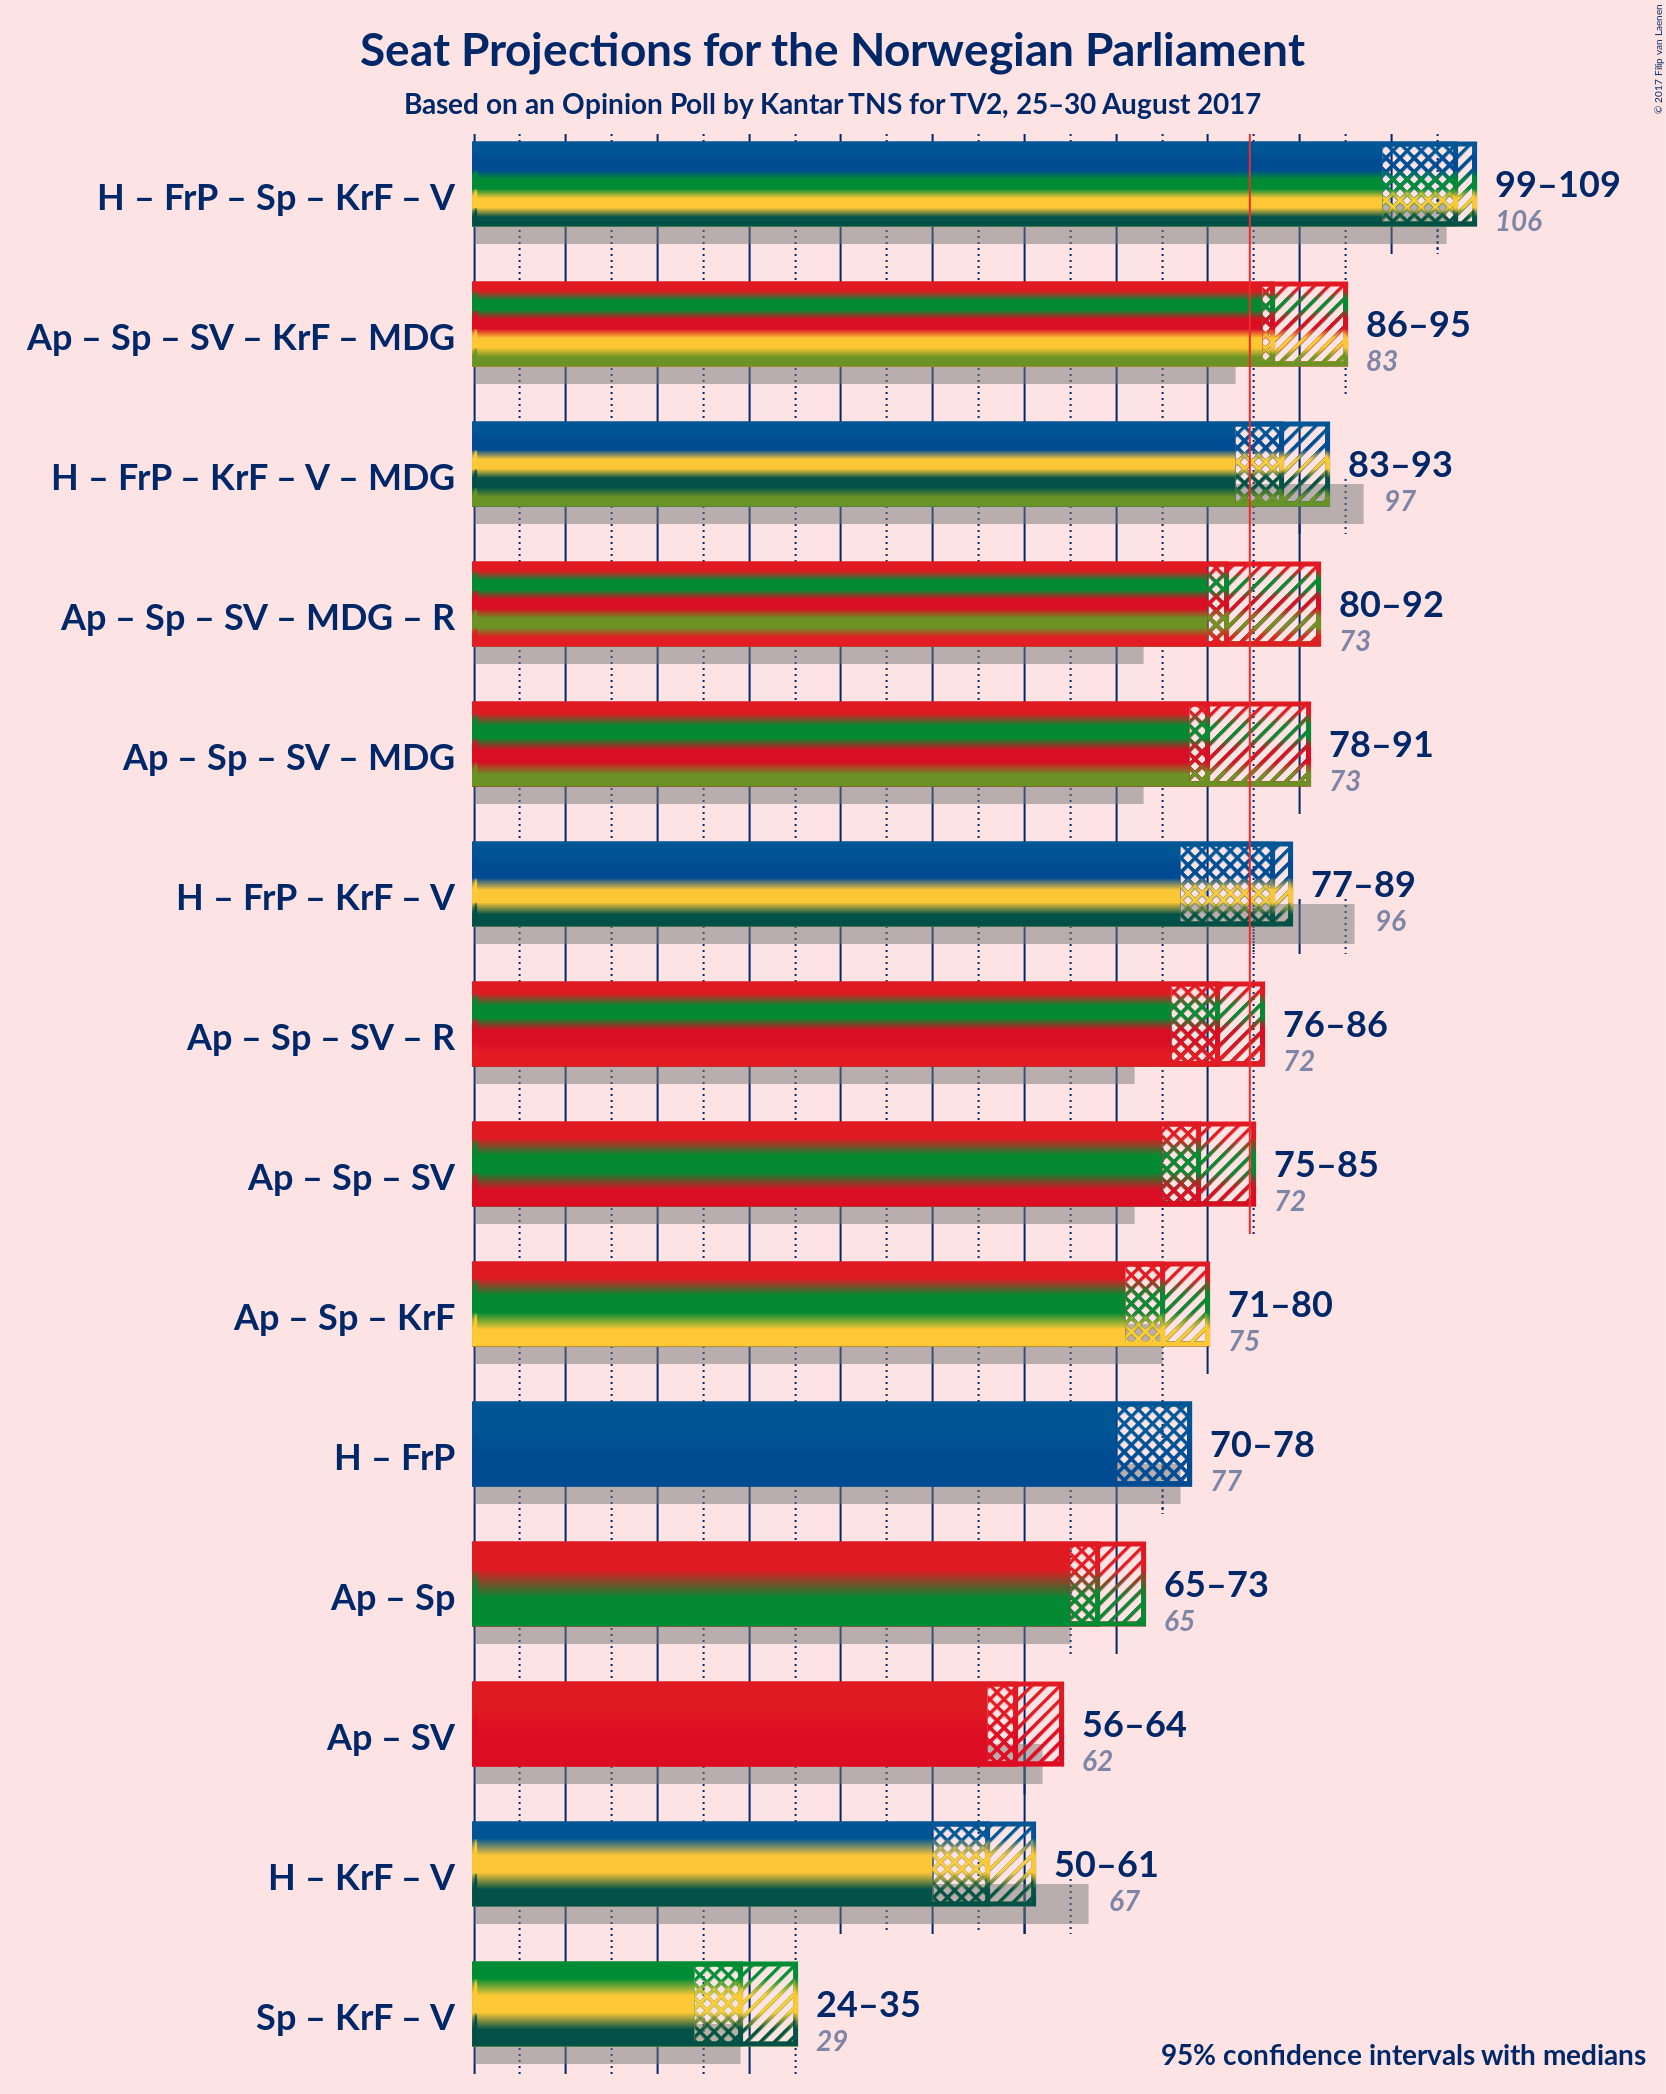 Seat Projections for the Norwegian Parliament
Based on an Opinion Poll by Kantar TNS for TV2, 25–30 August 2017
© 2017 Filip van Laenen
H – FrP – Sp – KrF – V
99–109
106
Ap – Sp – SV – KrF – MDG
86–95
83
H – FrP – KrF – V – MDG
83–93
97
Ap – Sp – SV – MDG – R
80–92
73
Ap – Sp – SV – MDG
78–91
73
H – FrP – KrF – V
77–89
96
Ap – Sp – SV – R
76–86
72
Ap – Sp – SV
75–85
72
Ap – Sp – KrF
71–80
75
H – FrP
70–78
77
Ap – Sp
65–73
65
Ap – SV
56–64
62
H – KrF – V
50–61
67
Sp – KrF – V
24–35
29
95% confidence intervals with medians